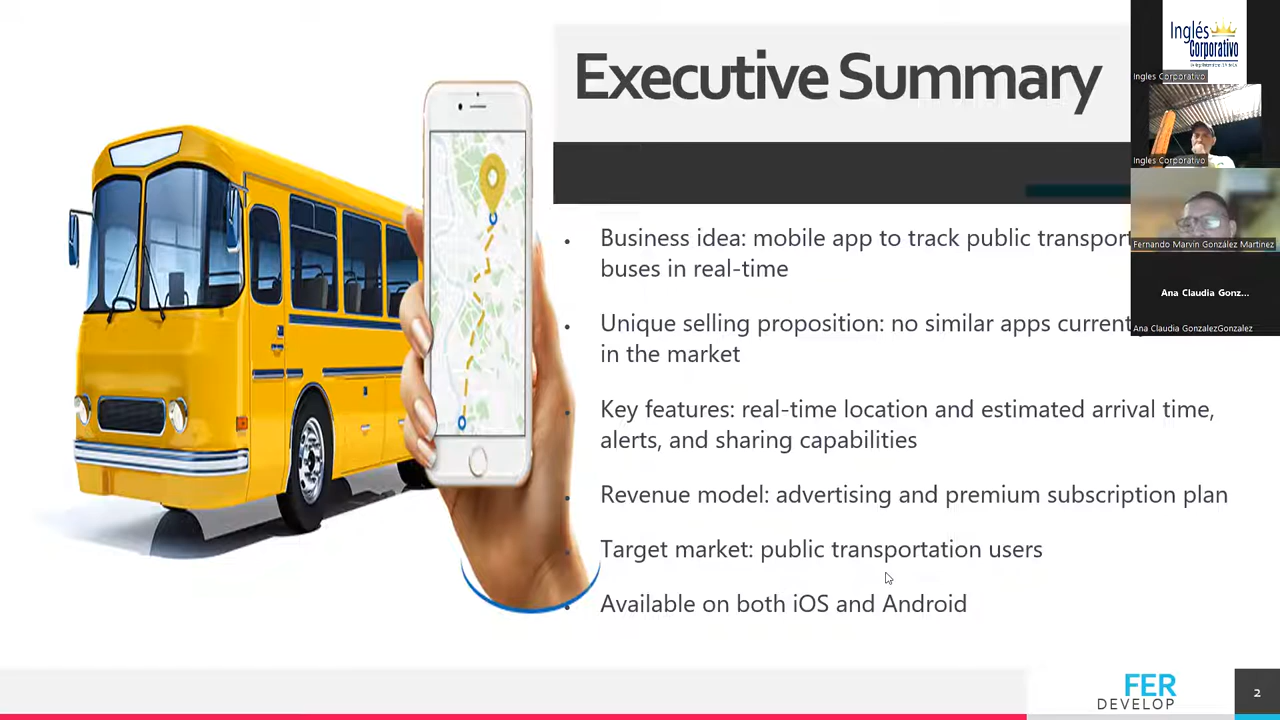 Executive Summary
Business idea: mobile app to track public transport
buses in real-time
Unique selling proposition: no similar apps current
in the market
Key features: real-time location and estimated arrival time,
alerts, and sharing capabilities
Revenue model: advertising and premium subscription plan
Target market: public transportation users
Available on both iOS and Android
FER
DEVELOP
2
Inglés
Corporativo
Ingles Corporativo
Ingles Corporativo
Fernando Marvin González Martínez
Ana Claudia Gonz...
Ana Claudia GonzalezGonzalez